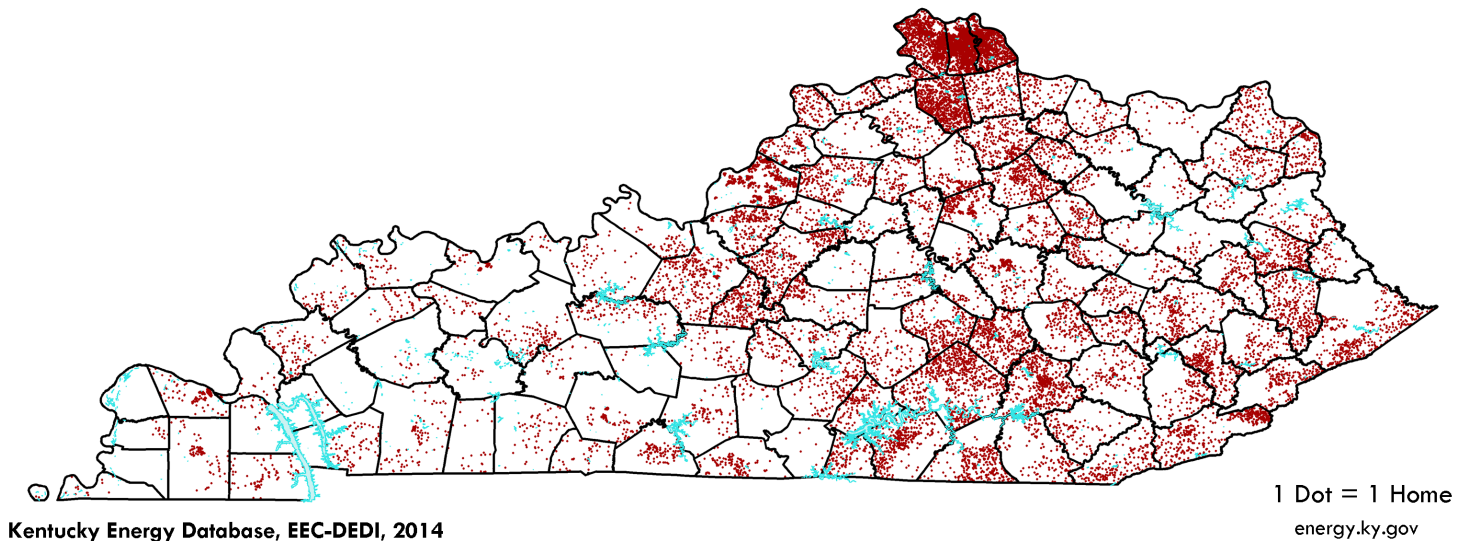 1 Dot = 1 Home
Kentucky Energy Database, EEC-DEDI, 2014
energy.ky.gov